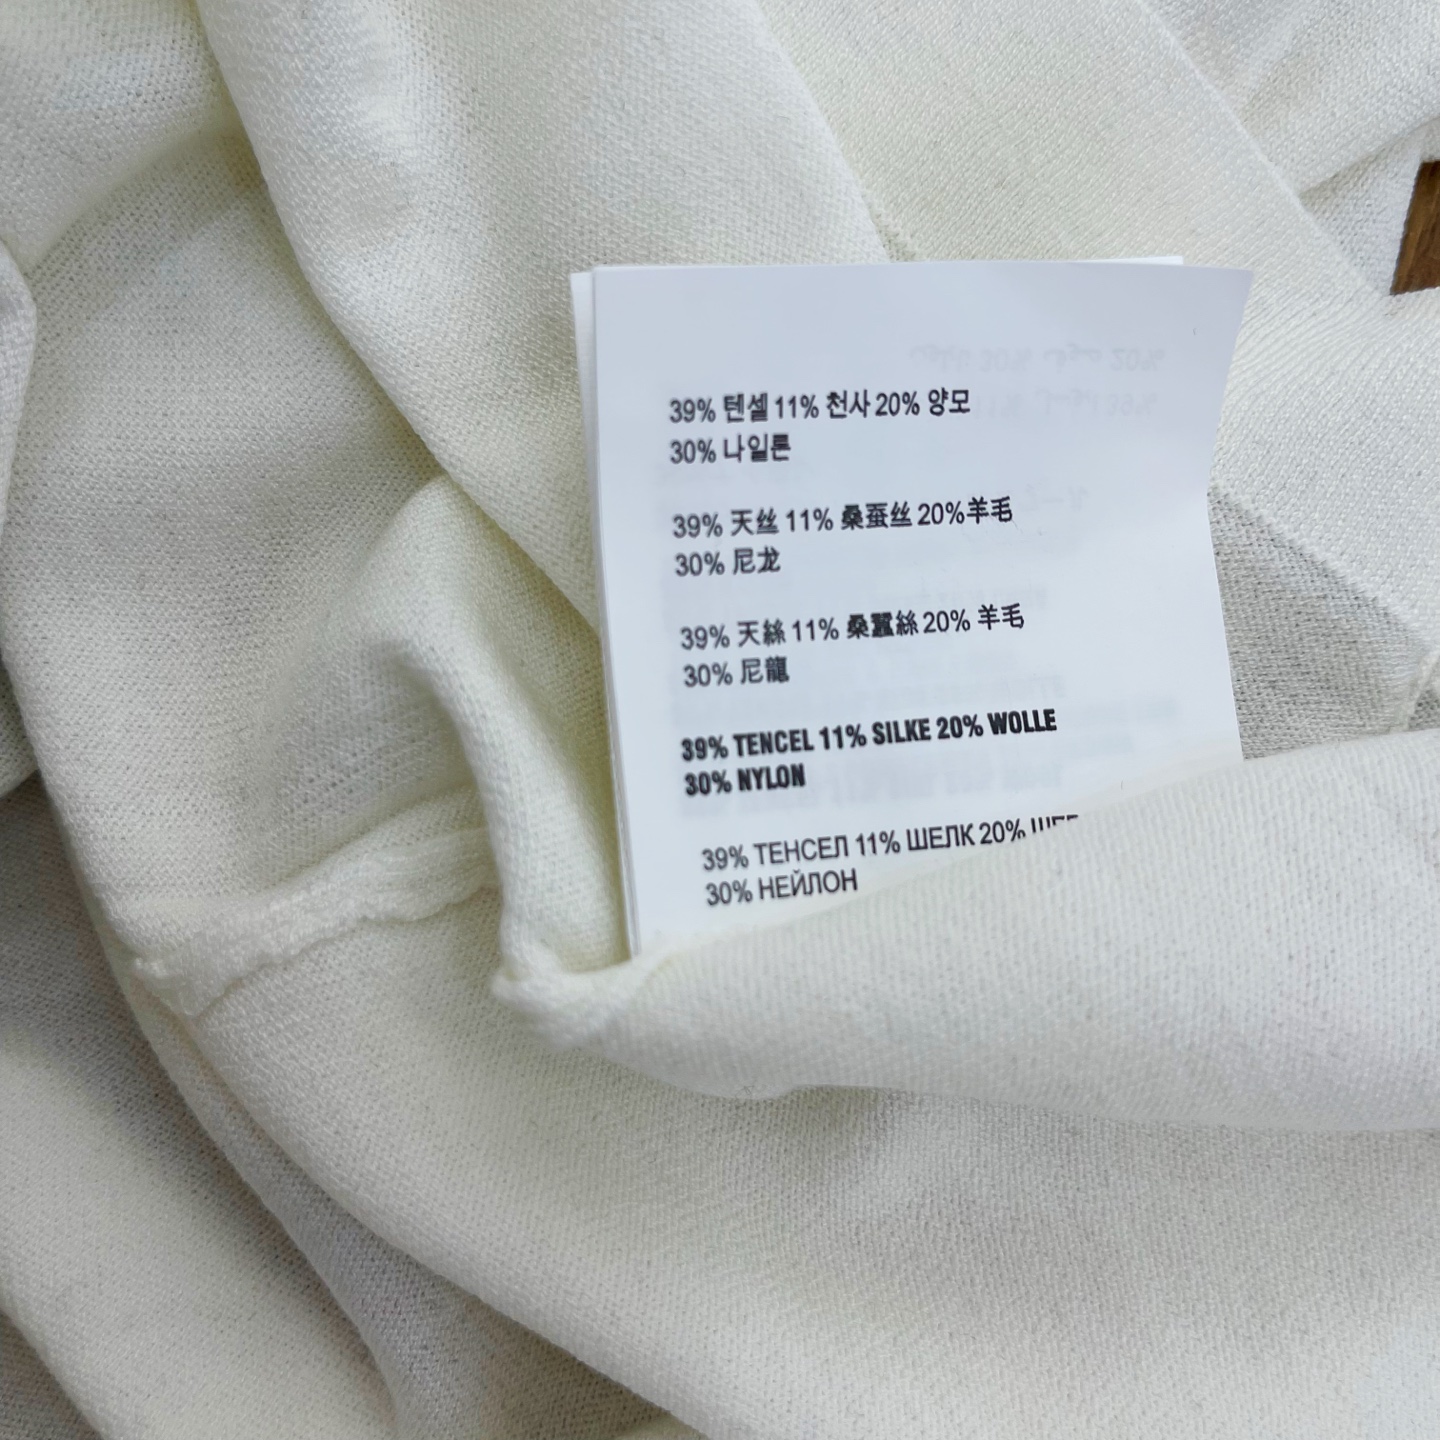 39% 텐셀 11% 천사 20% 양모
30% 나일론
39% 天丝 11% 桑蚕丝 20%羊毛
30% 尼龙
39% 天絲 11% 桑蠶絲 20% 羊毛
30% 尼龍
39% TENCEL 11% SILKE 20% WOLLE
30% NYLON
39% ТЕНСЕЛ 11% ШЕЛК 20%
30% НЕЙЛОН